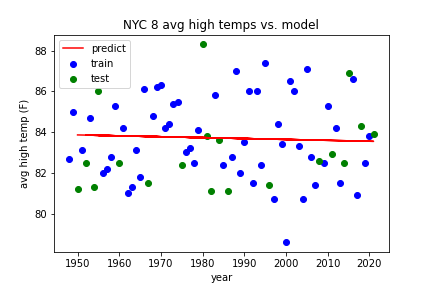 NYC 8 avg high temps vs. model
predict
train
test
88
86
84
82
80
avg high temp (F)
1950
1960
1970
1980
1990
2000
2010
2020
year